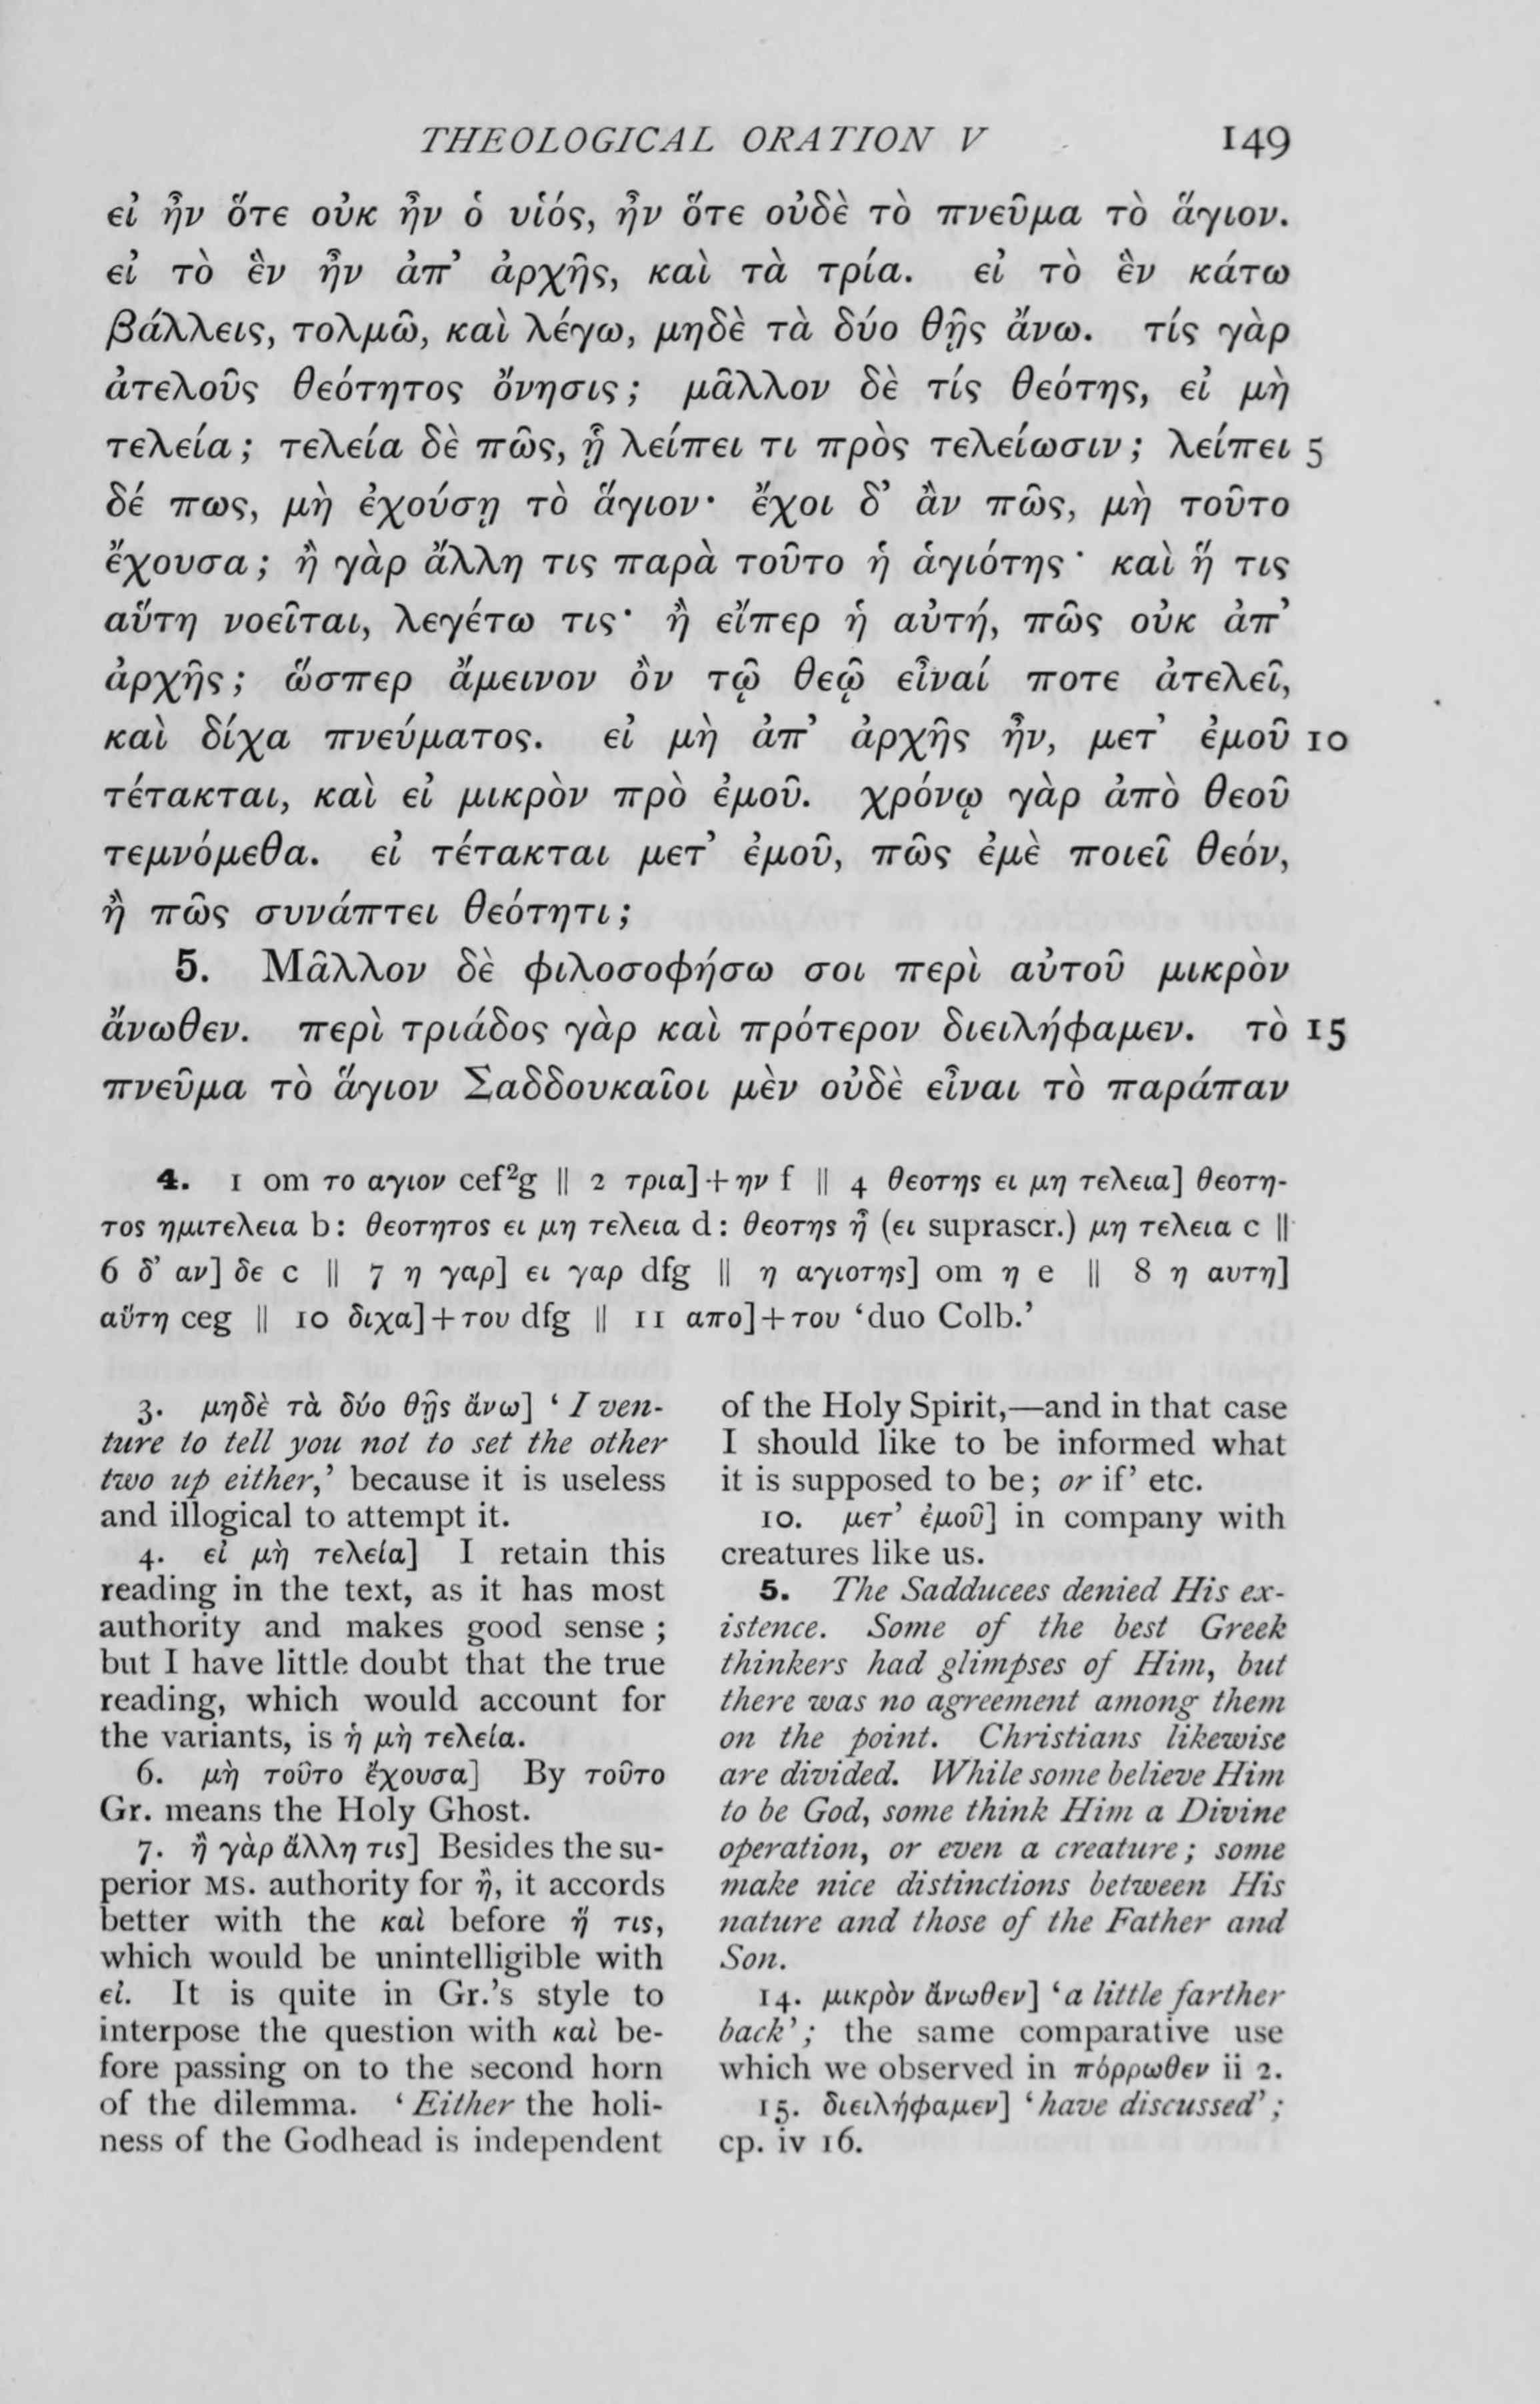 THEOLOGICAL ORATION V 149
εἰ ἦν ὅτε οὐκ ἦν ὁ υἱός, ἦν ὅτε οὐδὲ τὸ πνεῦμα τὸ ἅγιον.
εἰ τὸ ἓν ἦν ἀπ' ἀρχῆς, καὶ τὰ τρία. εἰ τὸ ἓν κάτω
βάλλεις, τολμῶ, καὶ λέγω, μηδὲ τὰ δύο θῇς ἄνω. τίς γὰρ
ἀτελοῦς θεότητος ὄνησις; μᾶλλον δὲ τίς θεότης, εἰ μὴ
τελεία; τελεία δὲ πῶς, ᾗ λείπει τι πρὸς τελείωσιν; λείπει 5
δέ πως, μὴ ἐχούσῃ τὸ ἅγιον· ἔχοι δ' ἂν πῶς, μὴ τοῦτο
ἔχουσα; ἢ γὰρ ἄλλη τις παρὰ τοῦτο ἡ ἁγιότης· καὶ ἥ τις
αὕτη νοεῖται, λεγέτω τις· ἢ εἴπερ ἡ αὐτή, πῶς οὐκ ἀπ'
ἀρχῆς; ὥσπερ ἄμεινον ὂν τῷ θεῷ εἶναί ποτε ἀτελεῖ,
καὶ δίχα πνεύματος. εἰ μὴ ἀπ' ἀρχῆς ἦν, μετ' ἐμοῦ 10
τέτακται, καὶ εἰ μικρὸν πρὸ ἐμοῦ. χρόνῳ γὰρ ἀπὸ θεοῦ
τεμνόμεθα. εἰ τέτακται μετ' ἐμοῦ, πῶς ἐμὲ ποιεῖ θεόν,
ἢ πῶς συνάπτει θεότητι;
5. Μᾶλλον δὲ φιλοσοφήσω σοι περὶ αὐτοῦ μικρὸν
ἄνωθεν. περὶ τριάδος γὰρ καὶ πρότερον διειλήφαμεν. τὸ 15
πνεῦμα τὸ ἅγιον Σαδδουκαῖοι μὲν οὐδὲ εἶναι τὸ παράπαν
4. 1 om το αγιον cef²g || 2 τρια]+ην f || 4 θεοτης ει μη τελεια] θεοτη-
τος ημιτελεια b: θεοτητος ει μη τελεια d: θεοτης ἢ (ει suprascr.) μη τελεια c ||
6 δ' αν] δε c || 7 η γαρ] ει γαρ dfg || η αγιοτης] om η e || 8 η αυτη]
αὕτη ceg || 10 διχα]+του dfg || 11 απο]+του 'duo Colb.'
3. μηδὲ τὰ δύο θῇς ἄνω] 'I ven-
ture to tell you not to set the other
two up either,' because it is useless
and illogical to attempt it.
4. εἰ μὴ τελεία] I retain this
reading in the text, as it has most
authority and makes good sense;
but I have little doubt that the true
reading, which would account for
the variants, is ἡ μὴ τελεία.
6. μὴ τοῦτο ἔχουσα] By τοῦτο
Gr. means the Holy Ghost.
7. ἢ γὰρ ἄλλη τις] Besides the su-
perior MS. authority for ἢ, it accords
better with the καὶ before ἥ τις,
which would be unintelligible with
εἰ. It is quite in Gr.'s style to
interpose the question with καὶ be-
fore passing on to the second horn
of the dilemma. 'Either the holi-
ness of the Godhead is independent
of the Holy Spirit,—and in that case
I should like to be informed what
it is supposed to be; or if' etc.
10. μετ' ἐμοῦ] in company with
creatures like us.
5. The Sadducees denied His ex-
istence. Some of the best Greek
thinkers had glimpses of Him, but
there was no agreement among them
on the point. Christians likewise
are divided. While some believe Him
to be God, some think Him a Divine
operation, or even a creature; some
make nice distinctions between His
nature and those of the Father and
Son.
14. μικρὸν ἄνωθεν] 'a little farther
back'; the same comparative use
which we observed in πόρρωθεν ii 2.
15. διειλήφαμεν] 'have discussed';
cp. iv 16.